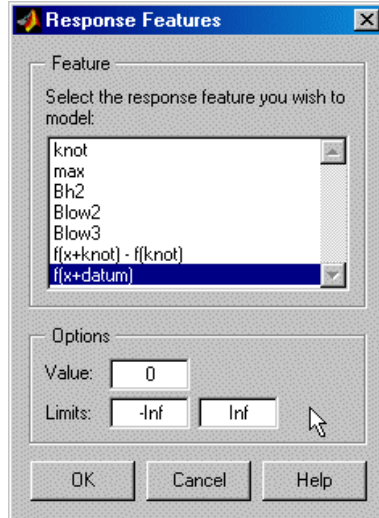 Response Features
Feature
Select the response feature you wish to
model:
knot
max
Bh2
Blow2
Blow3
f(x+knot) - f(knot)
f(x+datum)
Options
Value: 0
Limits: -Inf Inf
OK Cancel Help